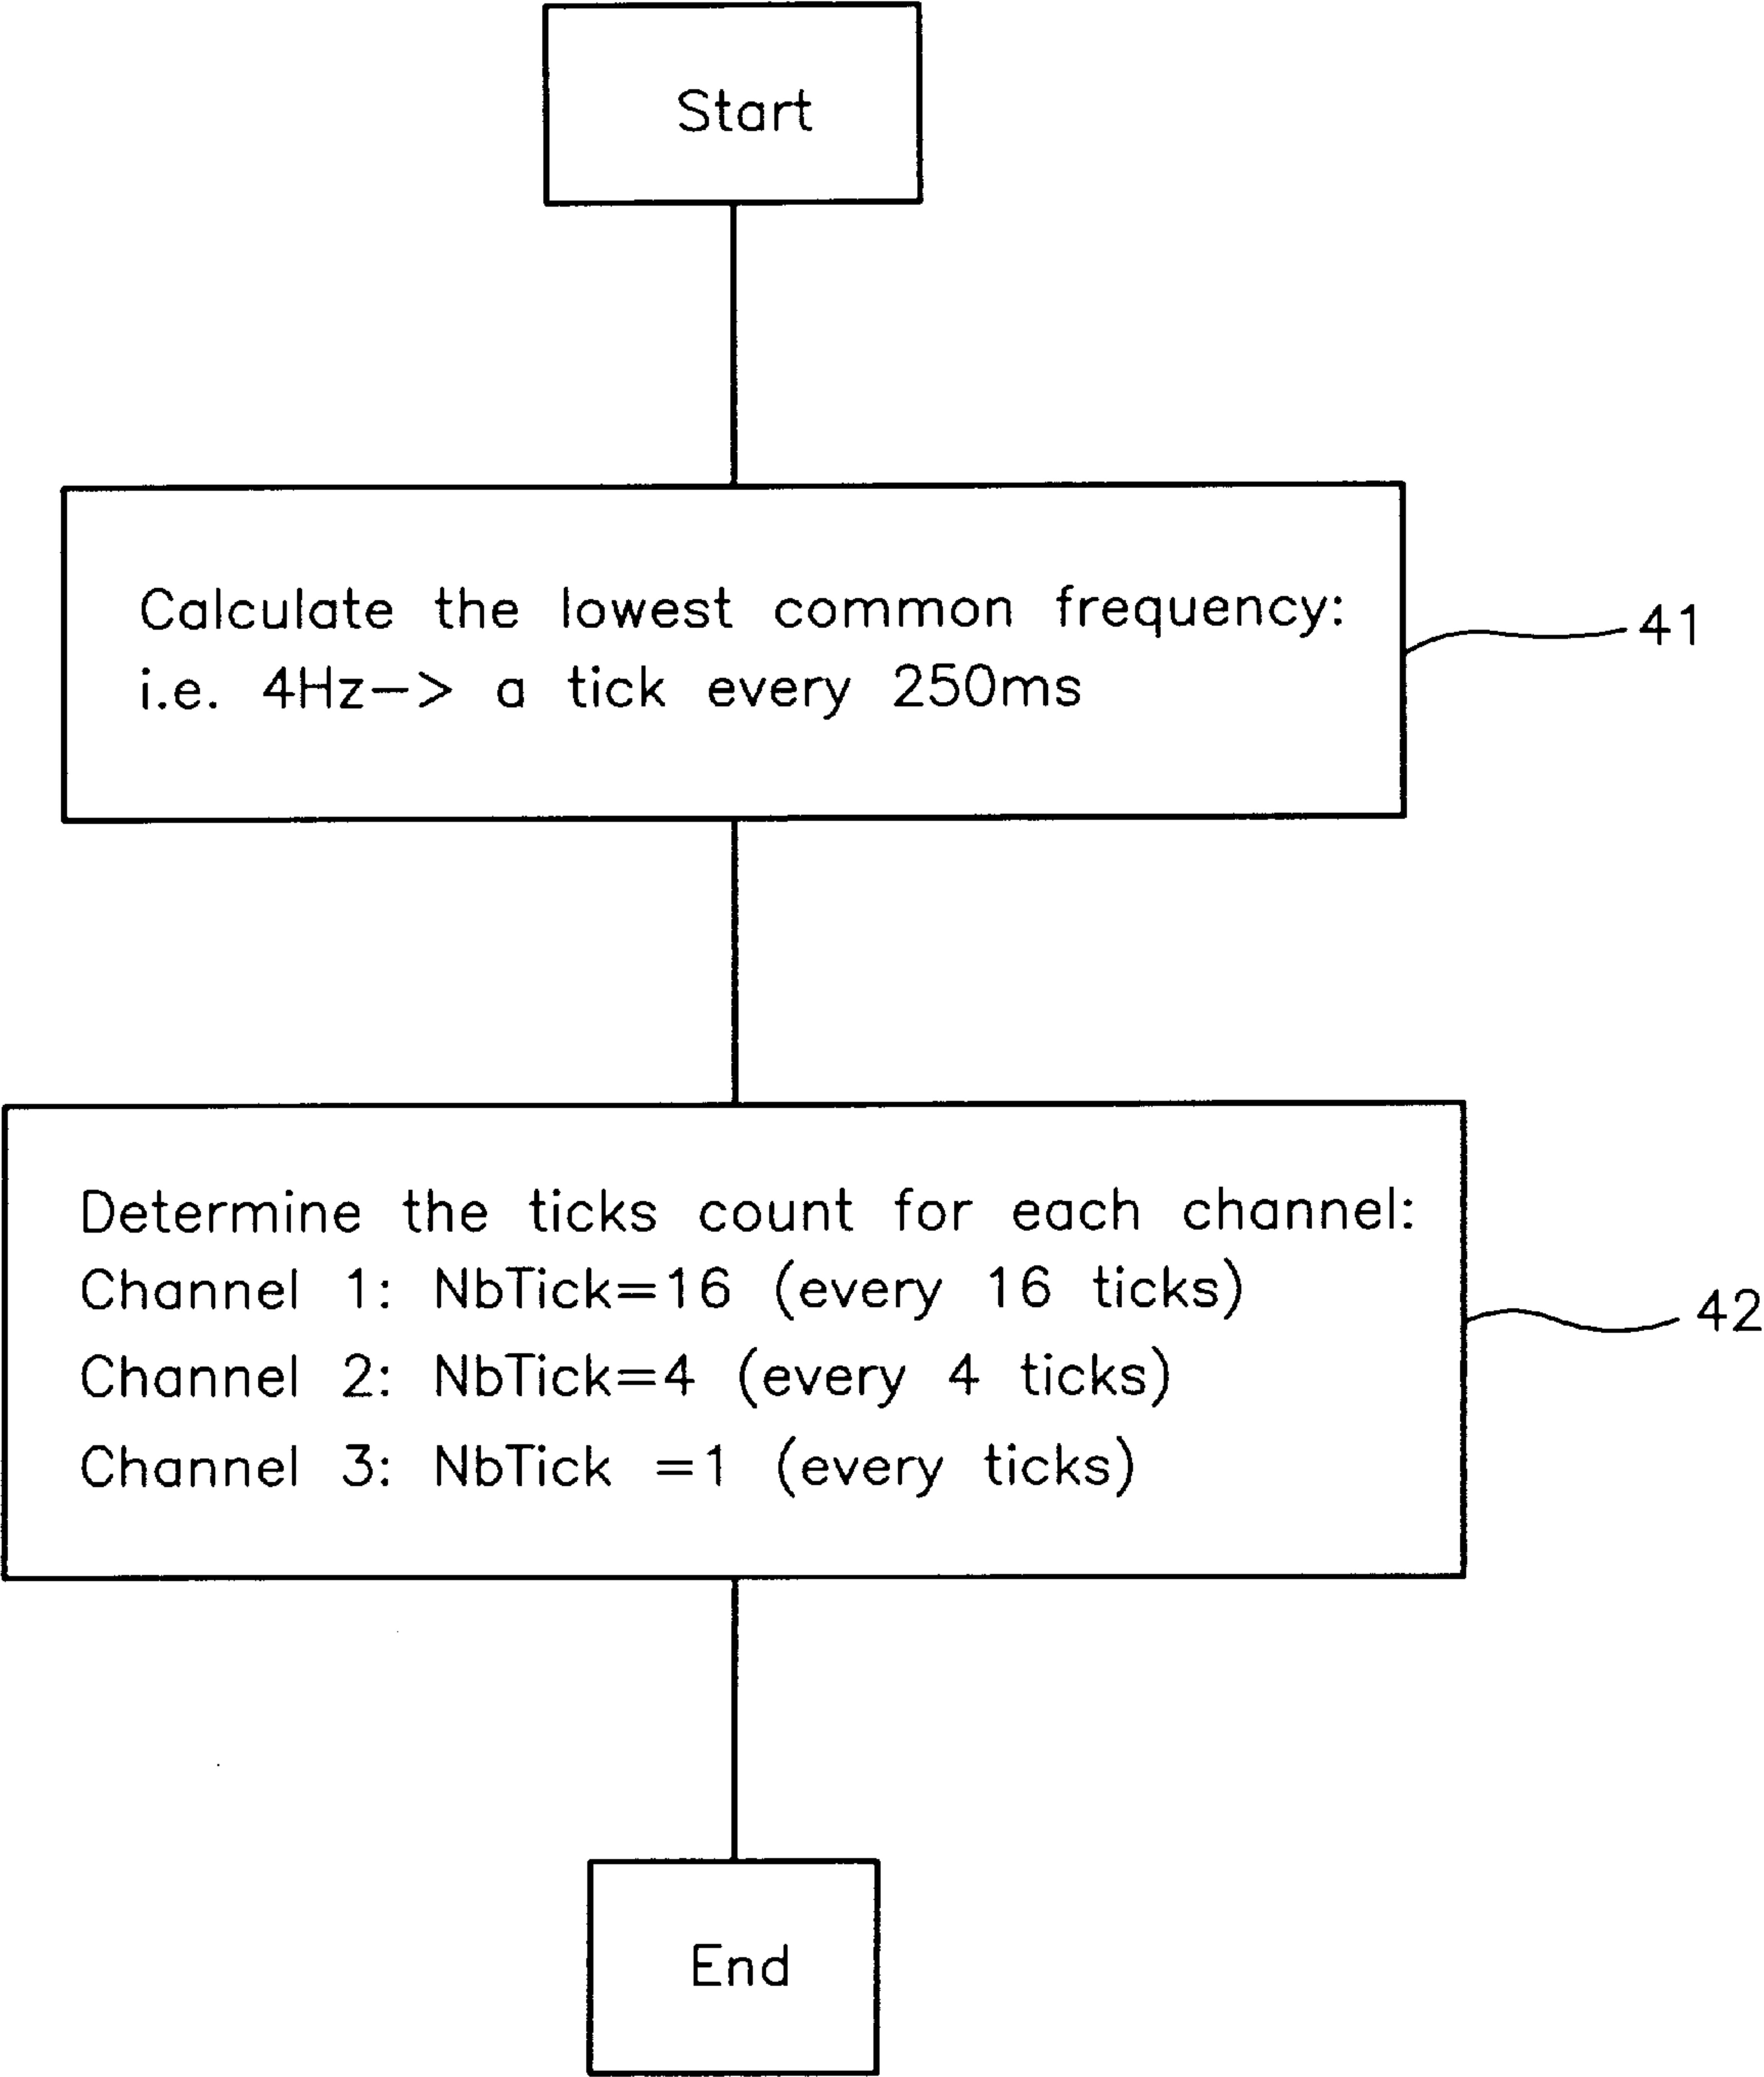 Start
Calculate the lowest common frequency:
i.e. 4Hz-> a tick every 250ms
41
Determine the ticks count for each channel:
Channel 1: NbTick=16 (every 16 ticks)
Channel 2: NbTick=4 (every 4 ticks)
Channel 3: NbTick =1 (every ticks)
42
End